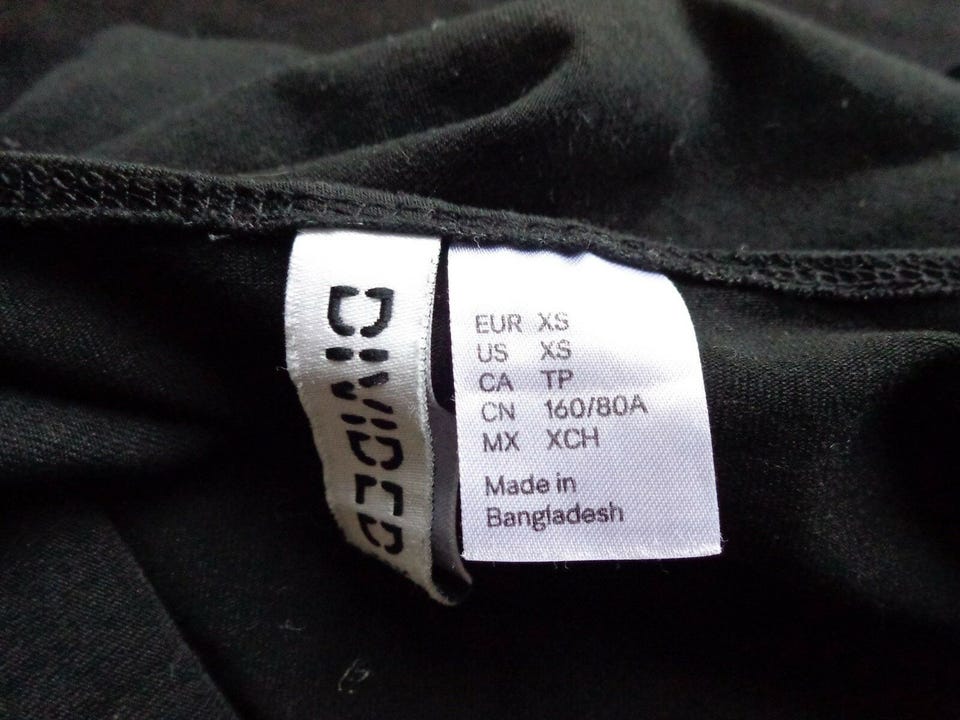 DIVIDED
EUR XS
US XS
CA TP
CN 160/80A
MX XCH
Made in
Bangladesh